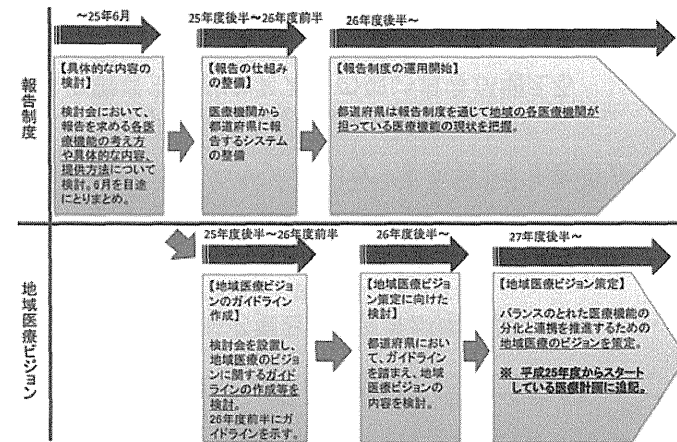 ～25年6月
25年度後半～26年度前半
26年度後半～
報告制度
【具体的な内容の
検討】
検討会において、
報告を求める各医
療機能の考え方
や具体的な内容、
提供方法について
検討。6月を目途
にとりまとめ。
【報告の仕組み
の整備】
医療機関から
都道府県に報
告するシステム
の整備
【報告制度の運用開始】
都道府県は報告制度を通じて地域の各医療機関が
担っている医療機能の現状を把握。
地域医療ビジョン
25年度後半～26年度前半
26年度後半～
27年度後半～
【地域医療ビジョ
ンのガイドライン
作成】
検討会を設置し、
地域医療のビジョ
ンに関するガイド
ラインの作成等を
検討。
26年度前半にガ
イドラインを示す。
【地域医療ビジョ
ン策定に向けた
検討】
都道府県におい
て、ガイドライン
を踏まえ、地域
医療ビジョンの
内容を検討。
【地域医療ビジョン策定】
バランスのとれた医療機能の
分化と連携を推進するための
地域医療のビジョンを策定。
※ 平成25年度からスタート
している医療計画に追記。